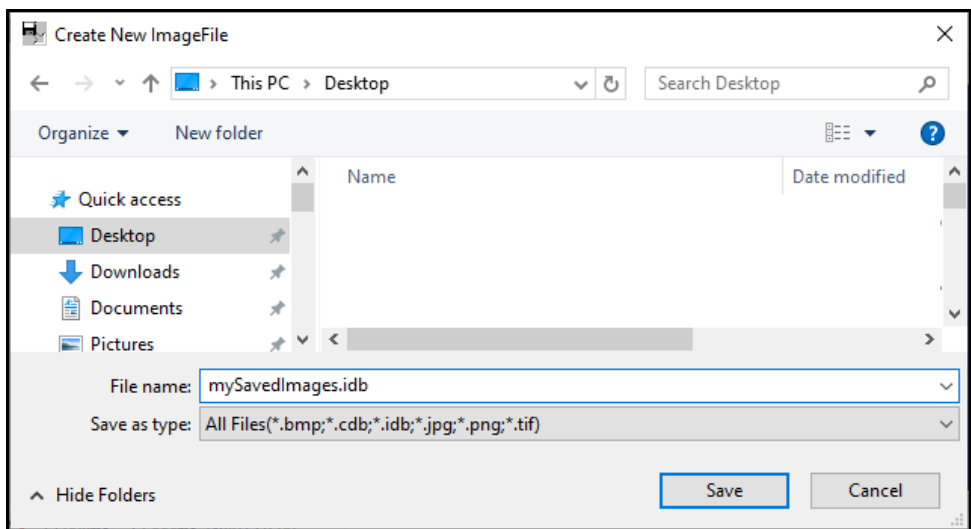 Create New ImageFile
This PC > Desktop
Search Desktop
Organize
New folder
Name
Date modified
Quick access
Desktop
Downloads
Documents
Pictures
File name: mySavedImages.idb
Save as type: All Files(*.bmp;*.cdb;*.idb;*.jpg;*.png;*.tif)
Hide Folders
Save
Cancel